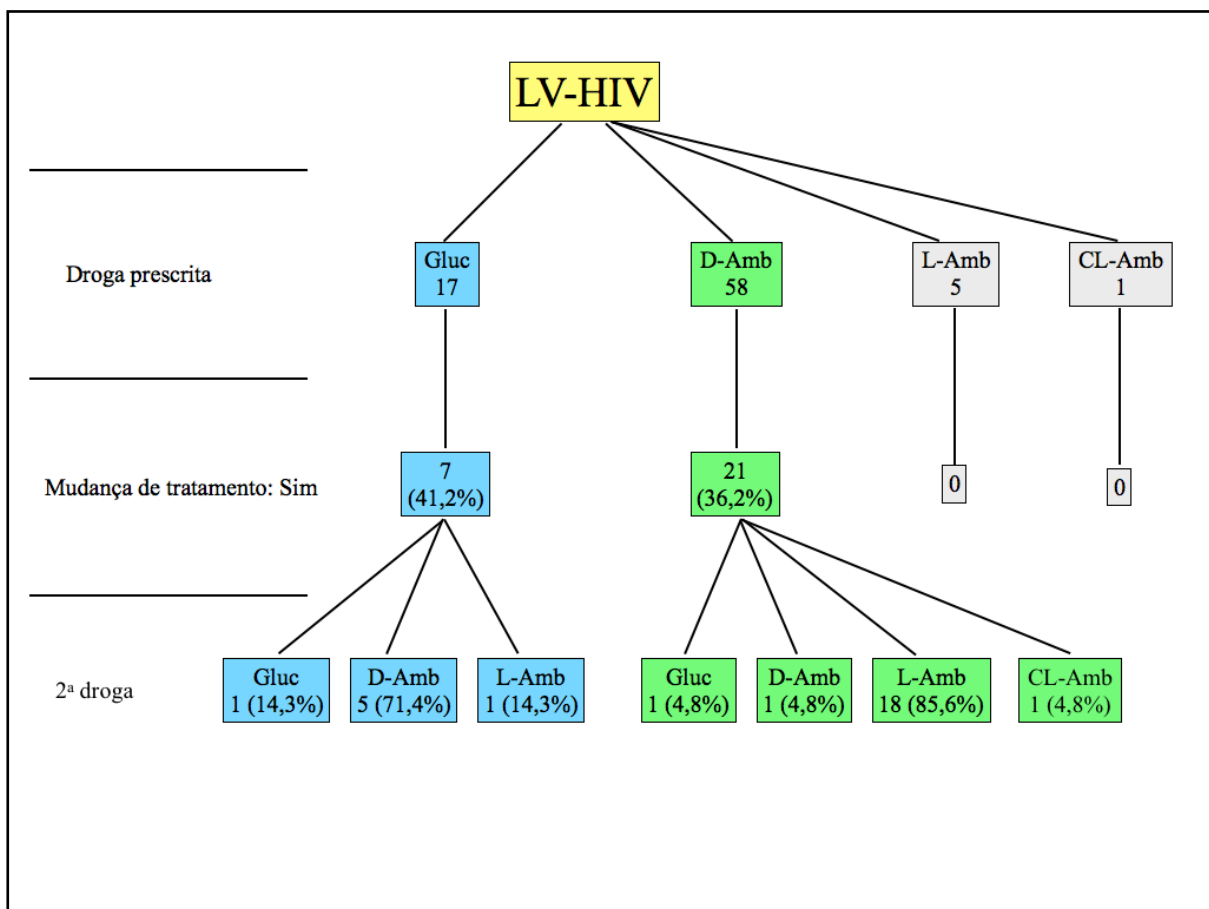 LV-HIV
Droga prescrita
Gluc
17
D-Amb
58
L-Amb
5
CL-Amb
1
Mudança de tratamento: Sim
7
(41,2%)
21
(36,2%)
0
0
2ª droga
Gluc
1 (14,3%)
D-Amb
5 (71,4%)
L-Amb
1 (14,3%)
Gluc
1 (4,8%)
D-Amb
1 (4,8%)
L-Amb
18 (85,6%)
CL-Amb
1 (4,8%)